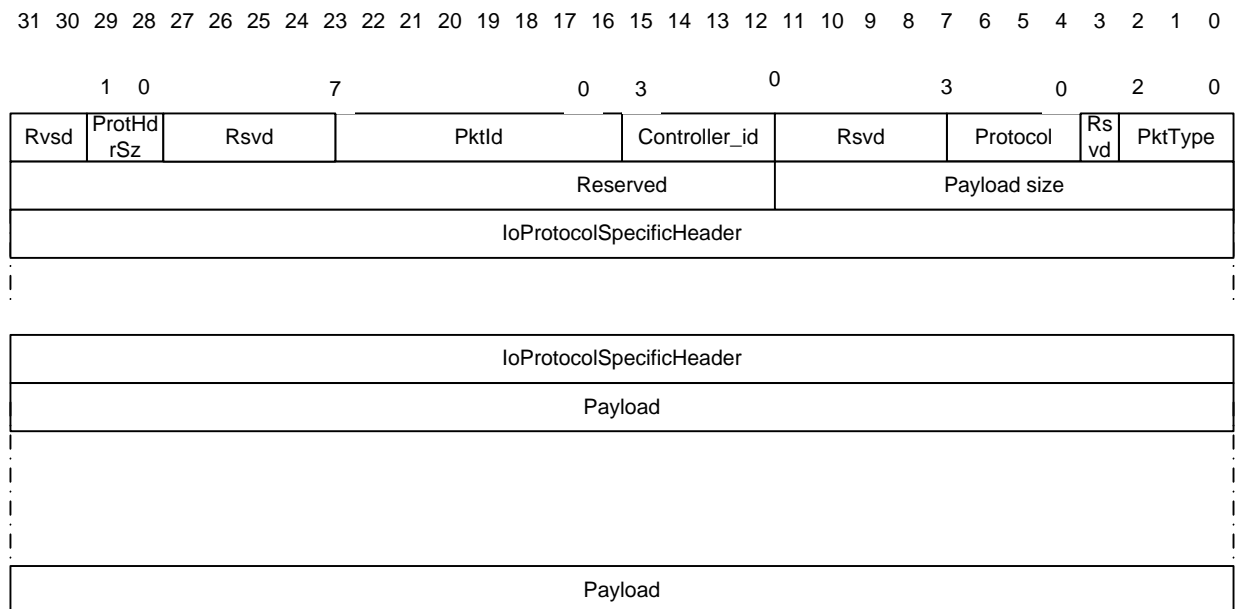 31 30 29 28 27 26 25 24 23 22 21 20 19 18 17 16 15 14 13 12 11 10 9 8 7 6 5 4 3 2 1 0
1 0 7 0 3 0 3 0 2 0
Rvsd ProtHd rSz Rsvd PktId Controller_id Rsvd Protocol Rs vd PktType
Reserved Payload size
IoProtocolSpecificHeader
IoProtocolSpecificHeader
Payload
Payload